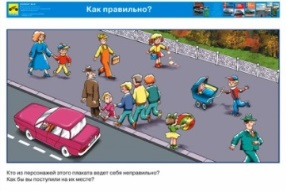 Как правильно?
Кто из персонажей этого плаката ведет себя неправильно?
Как бы вы поступили на их месте?